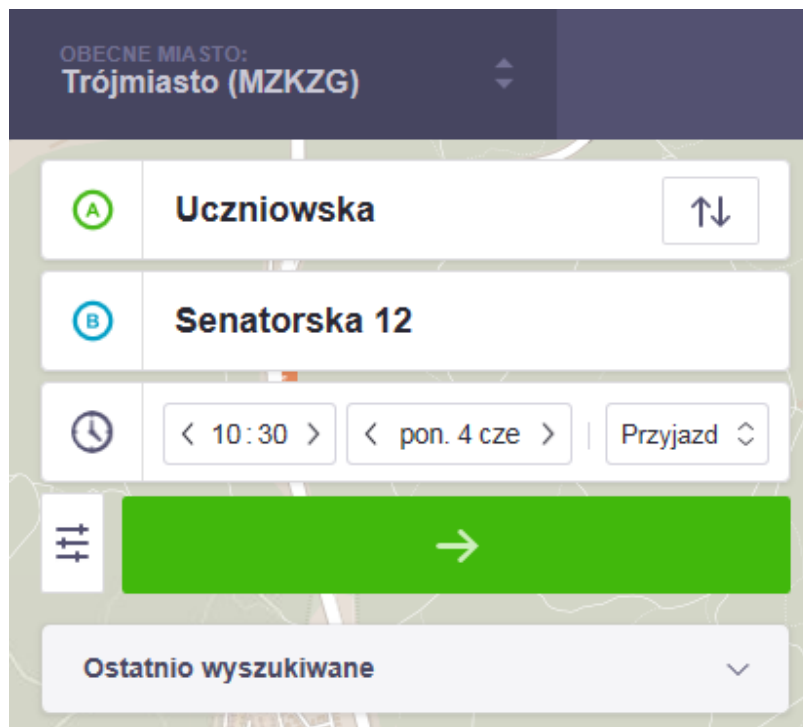 OBECNE MIASTO:
Trójmiasto (MZKZG)
A Uczniowska
B Senatorska 12
10:30 pon. 4 cze Przyjazd
Ostatnio wyszukiwane